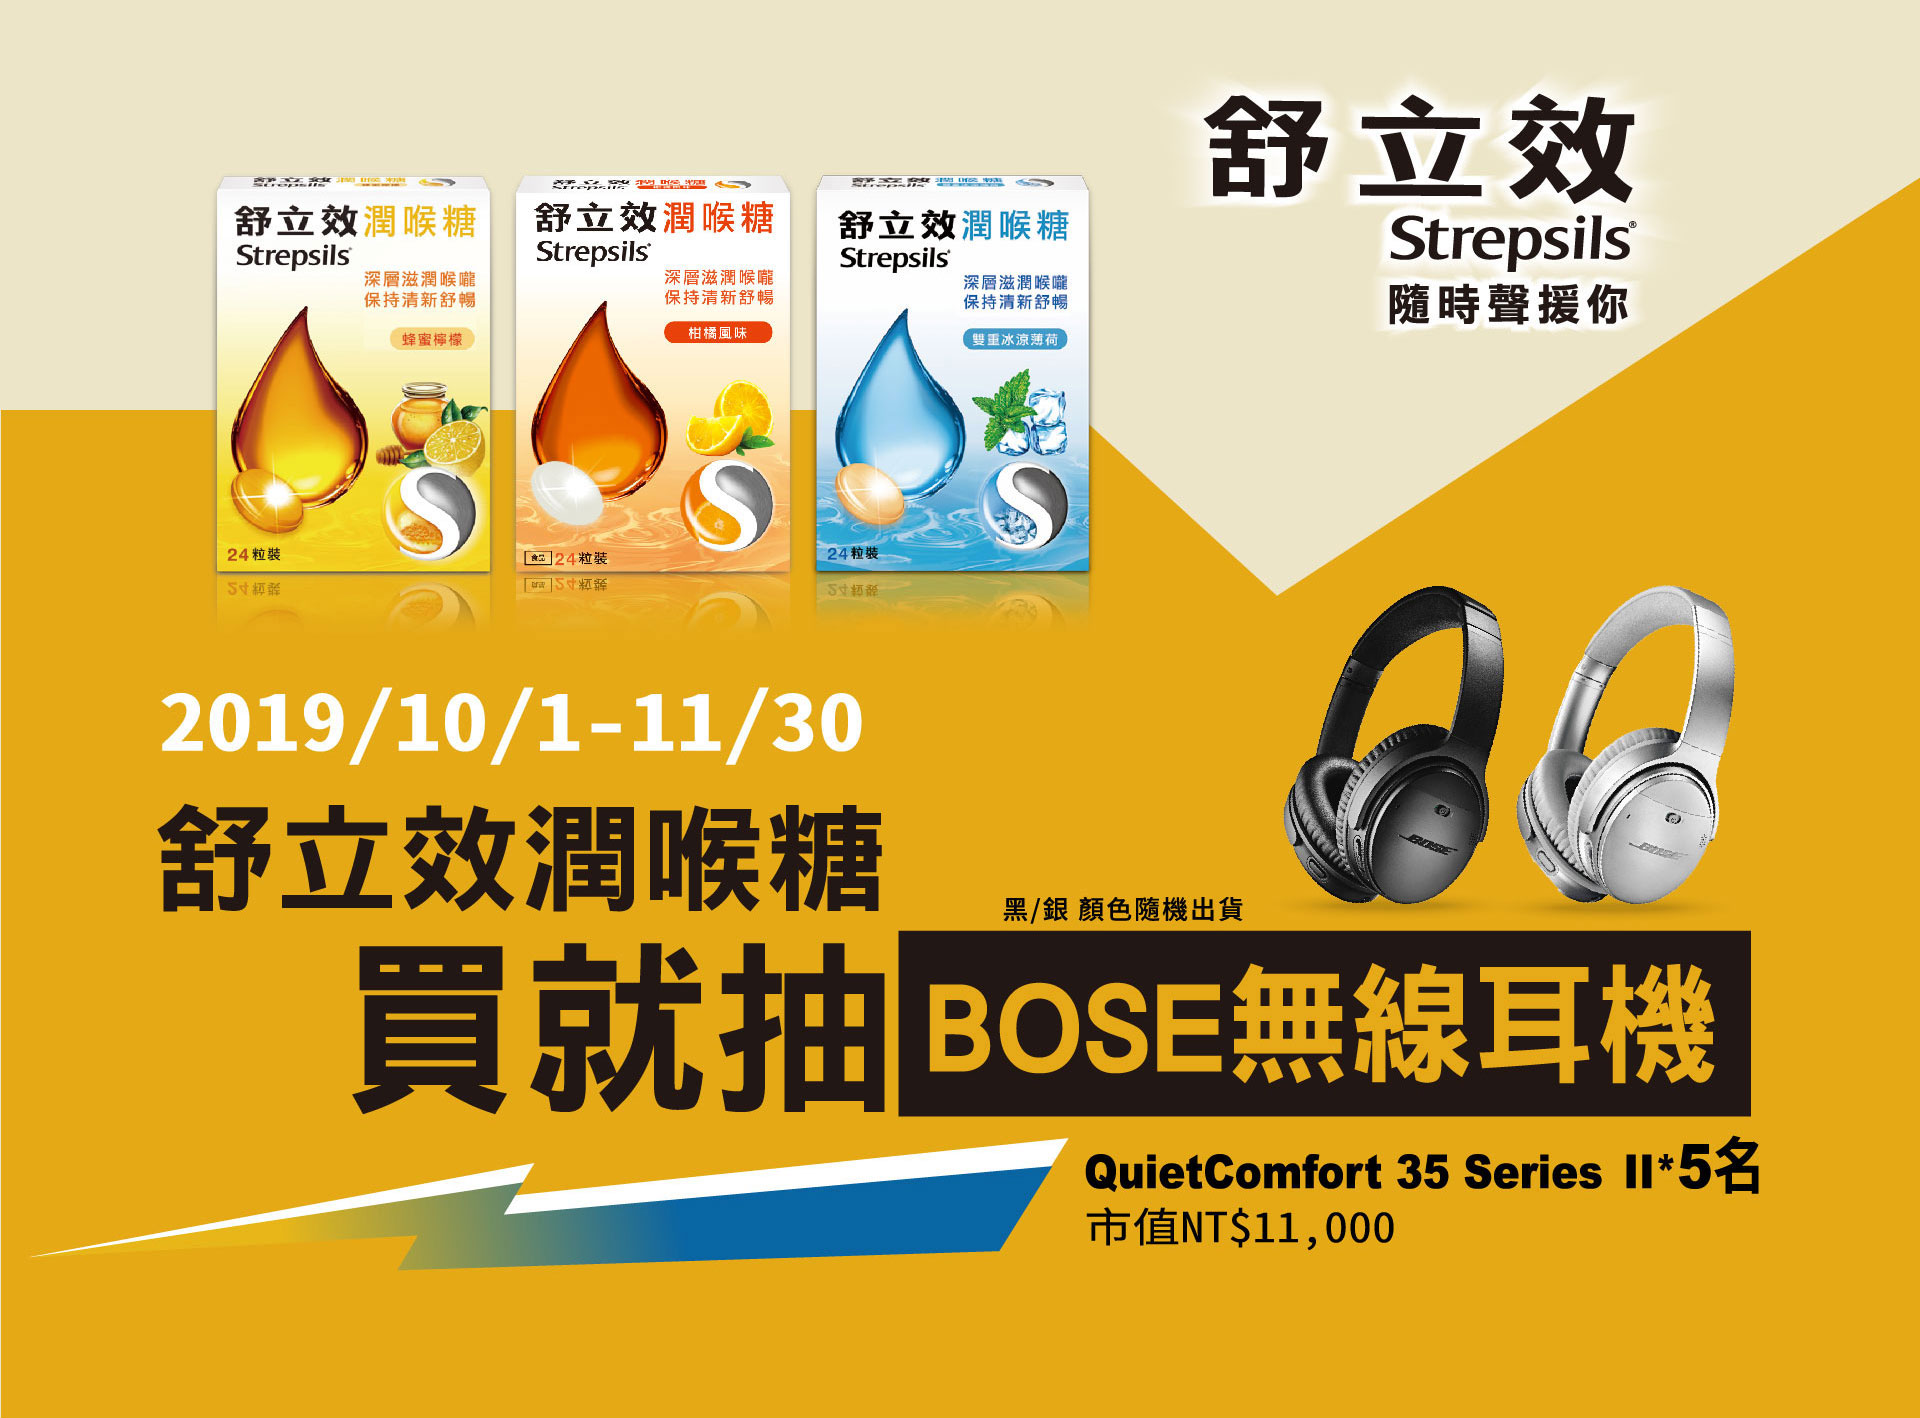 舒立效
Strepsils®
隨時聲援你
舒立效潤喉糖
Strepsils
深層滋潤喉嚨
保持清新舒暢
蜂蜜檸檬
24粒裝
舒立效潤喉糖
Strepsils
深層滋潤喉嚨
保持清新舒暢
柑橘風味
食品 24粒裝
舒立效潤喉糖
Strepsils
深層滋潤喉嚨
保持清新舒暢
雙重冰涼薄荷
24粒裝
2019/10/1-11/30
舒立效潤喉糖
BOSE
BOSE
黑/銀 顏色隨機出貨
買就抽BOSE無線耳機
QuietComfort 35 Series II*5名
市值NT$11,000